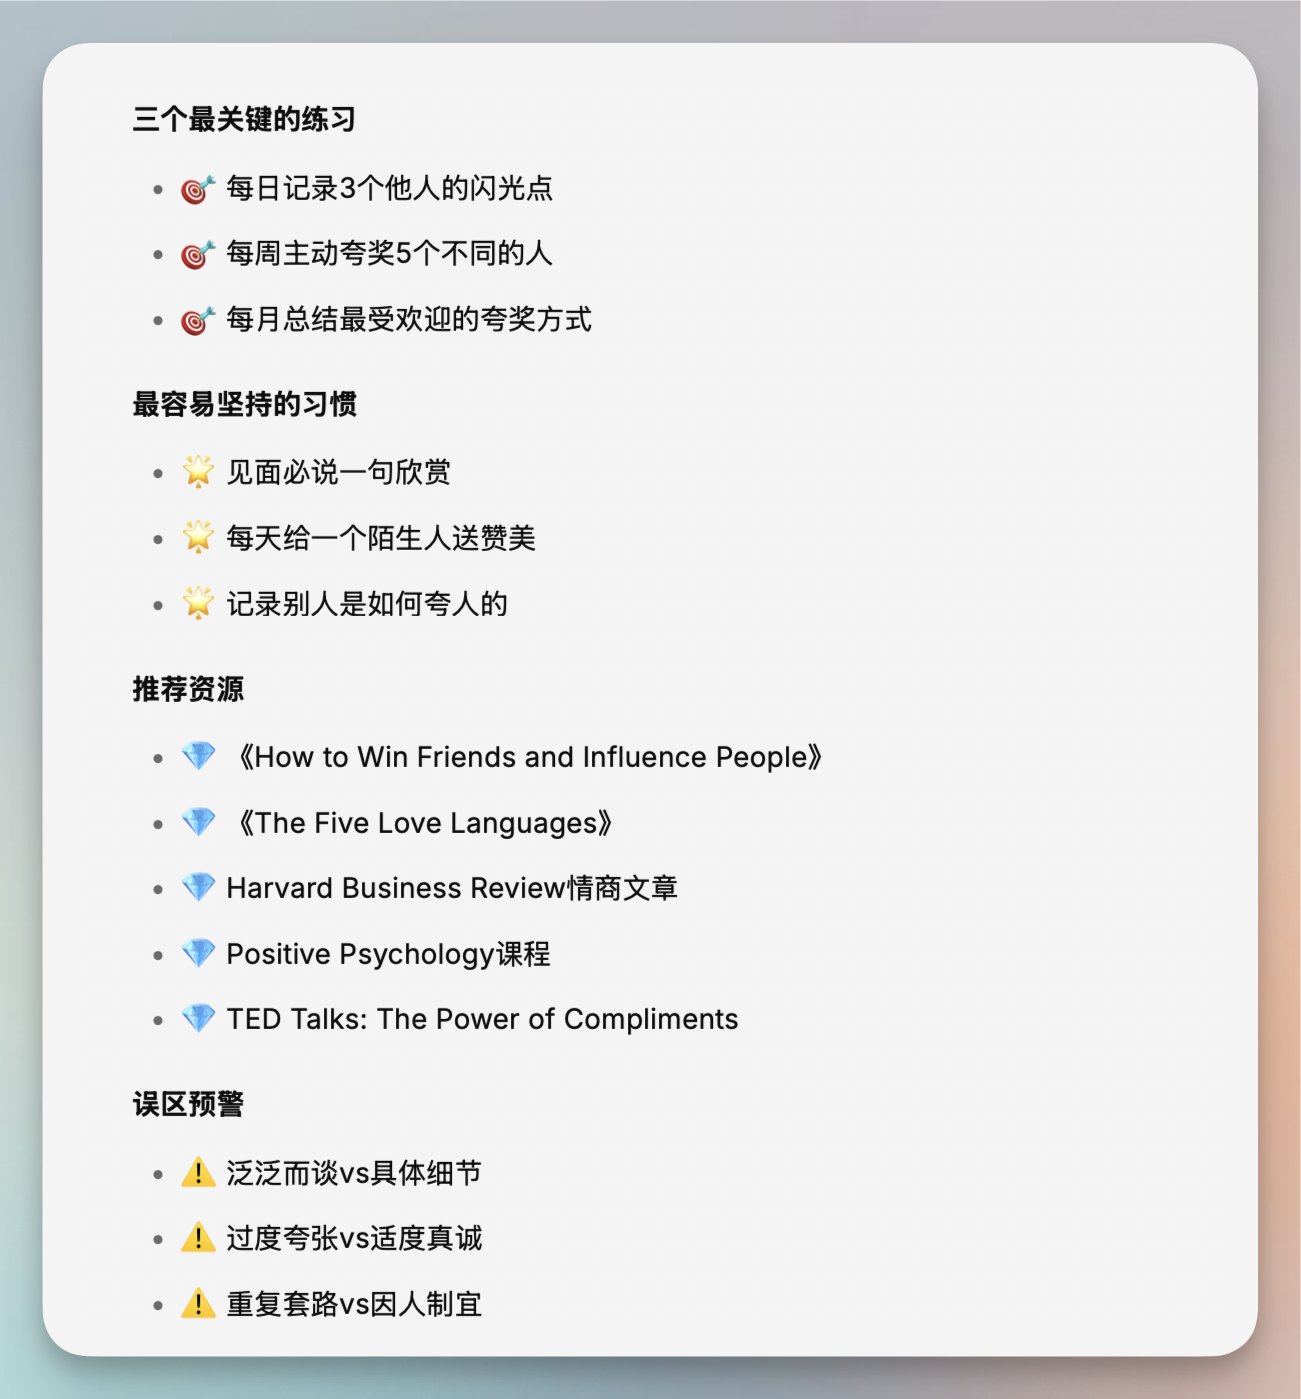 三个最关键的练习
• 🎯 每日记录3个他人的闪光点
• 🎯 每周主动夸奖5个不同的人
• 🎯 每月总结最受欢迎的夸奖方式
最容易坚持的习惯
• 🌟 见面必说一句欣赏
• 🌟 每天给一个陌生人送赞美
• 🌟 记录别人是如何夸人的
推荐资源
• 💎 《How to Win Friends and Influence People》
• 💎 《The Five Love Languages》
• 💎 Harvard Business Review情商文章
• 💎 Positive Psychology课程
• 💎 TED Talks: The Power of Compliments
误区预警
• ⚠️ 泛泛而谈vs具体细节
• ⚠️ 过度夸张vs适度真诚
• ⚠️ 重复套路vs因人制宜